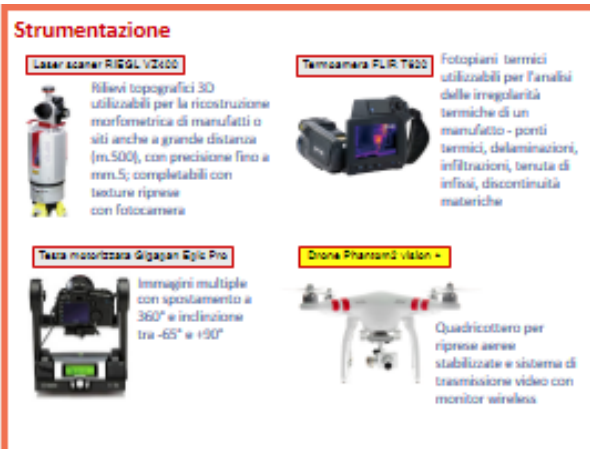 Strumentazione
Laser scaner RIEGL VZ400
Rilievi topografici 3D
utilizzabili per la ricostruzione
morfometrica di manufatti o
siti anche a grande distanza
(m.500), con precisione fino a
mm.5; completabili con
texture riprese
con fotocamera
Termoamera FLIR T620
Fotopiani termici
utilizzabili per l'analisi
delle irregolarità
termiche di un
manufatto - ponti
termici, delaminazioni,
infiltrazioni, tenuta di
infissi, discontinuità
materiche
Testa motorizzata Gigapan Epic Pro
Immagini multiple
con spostamento a
360° e inclinzione
tra -65° e +90°
Drone Phantom2 vision +
Quadricottero per
riprese aeree
stabilizzate e sistema di
trasmissione video con
monitor wireless